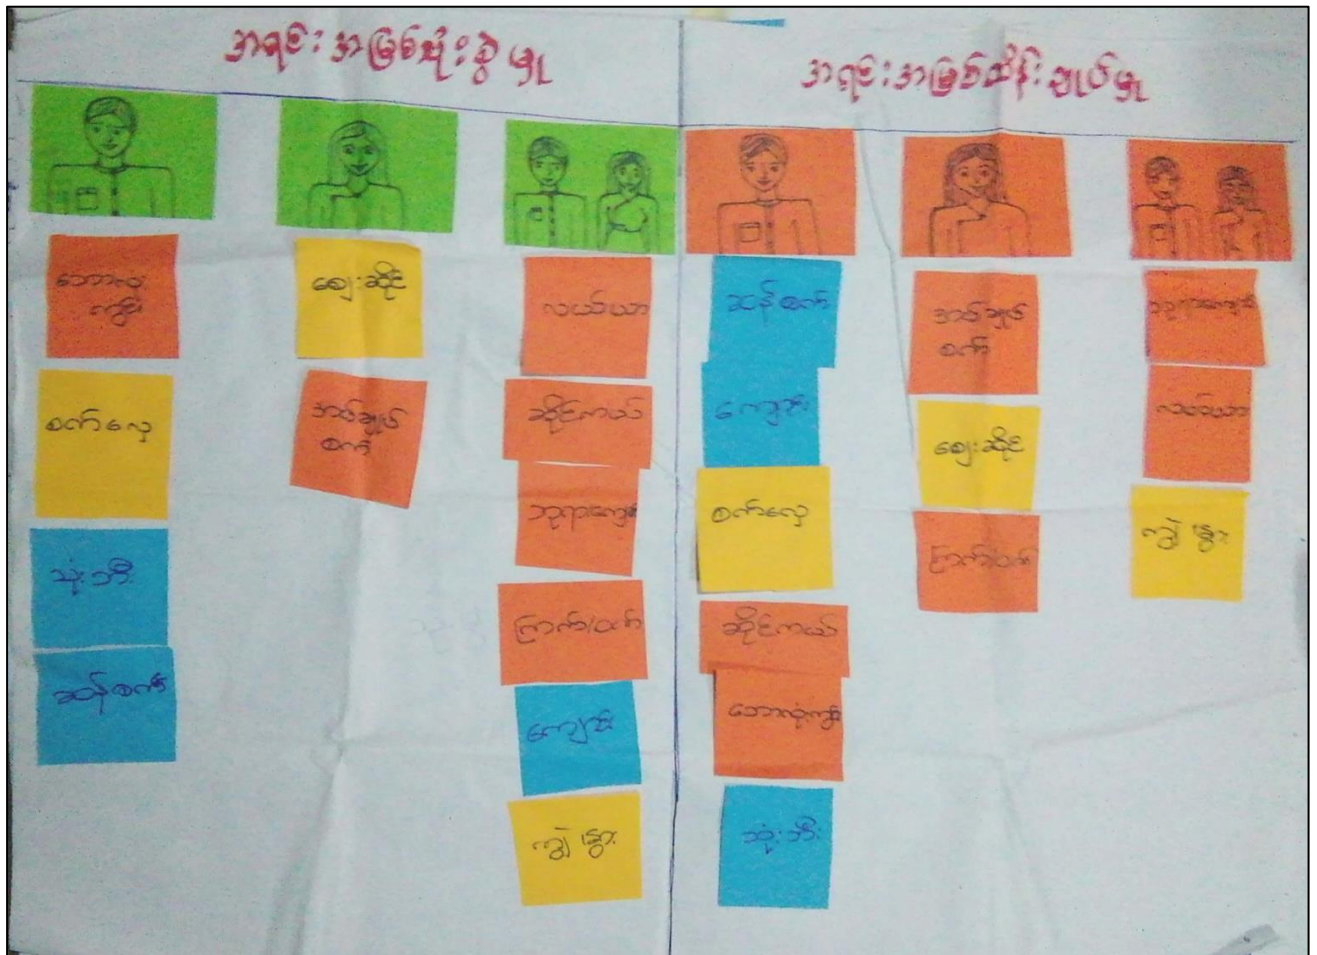 အရင်းအမြစ်သုံးစွဲမှု
ဘောလုံး
ကွင်း
စက်လှေ
သုံးဘီး
ဆန်စက်
ဈေးဆိုင်
အပ်ချုပ်
စက်
လယ်ယာ
ဆိုင်ကယ်
ဘုရားကျောင်း
ကြက်/ဝက်
ကျောင်း
ကျွဲ နွား
အရင်းအမြစ်ထိန်းချုပ်မှု
ဆန်စက်
ကျောင်း
စက်လှေ
ဆိုင်ကယ်
ဘောလုံးကွင်း
သုံးဘီး
အပ်ချုပ်
စက်
ဈေးဆိုင်
ကြက်/ဝက်
ဘုရားကျောင်း
လယ်ယာ
ကျွဲ နွား